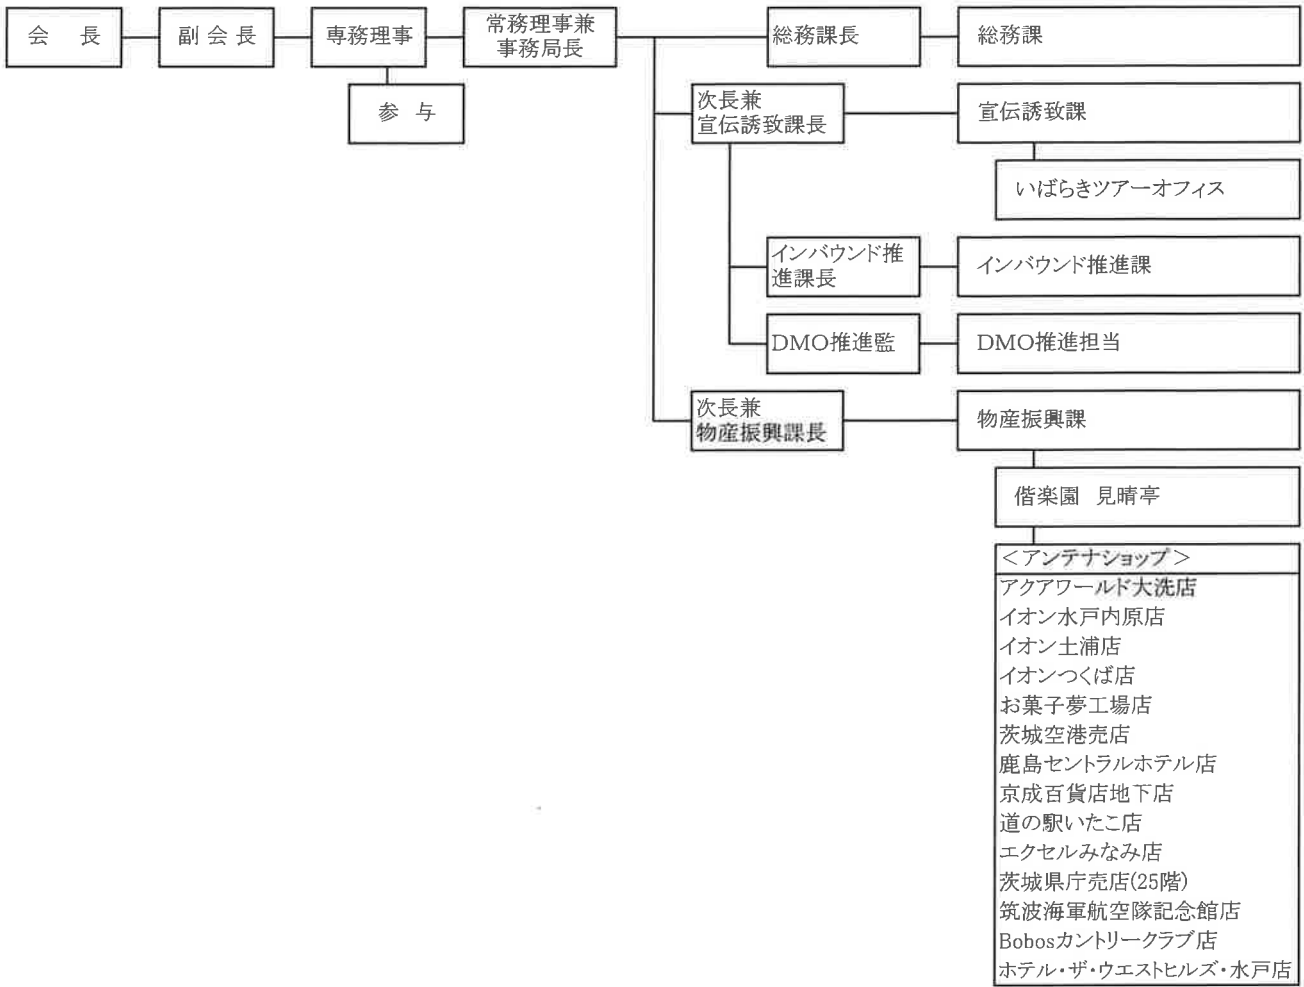 会 長
副 会 長
専務理事
常務理事兼
事務局長
参 与
総務課長
総務課
次長兼
宣伝誘致課長
宣伝誘致課
いばらきツアーオフィス
インバウンド推
進課長
インバウンド推進課
DMO推進監
DMO推進担当
次長兼
物産振興課長
物産振興課
偕楽園 見晴亭
<アンテナショップ>
アクアワールド大洗店
イオン水戸内原店
イオン土浦店
イオンつくば店
お菓子夢工場店
茨城空港売店
鹿島セントラルホテル店
京成百貨店地下店
道の駅いたこ店
エクセルみなみ店
茨城県庁売店(25階)
筑波海軍航空隊記念館店
Bobosカントリークラブ店
ホテル・ザ・ウエストヒルズ・水戸店